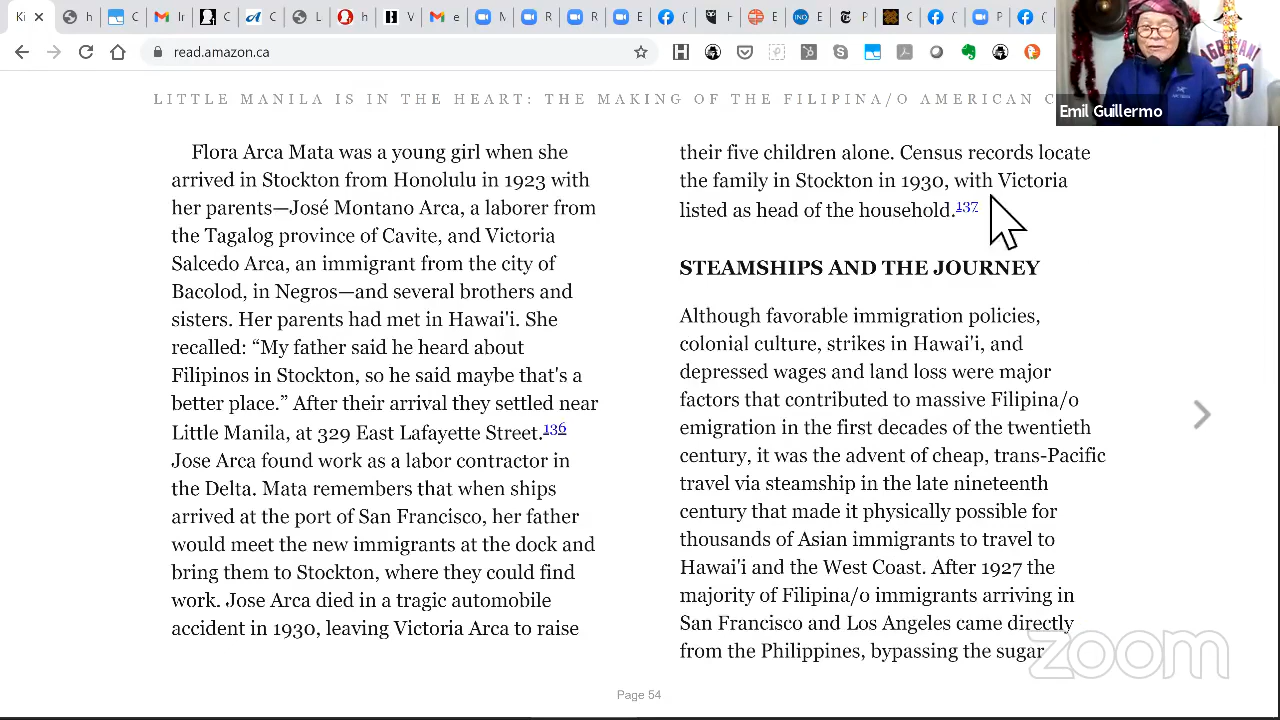 Ki
C
Li
C
C
L
h
V
e
M
R
R
E
(
H
E
INQ
E
P
C
(
P
(
read.amazon.ca
LITTLE MANILA IS IN THE HEART: THE MAKING OF THE FILIPINA/O AMERICAN C
AGBAYANI
Emil Guillermo
Flora Arca Mata was a young girl when she
arrived in Stockton from Honolulu in 1923 with
her parents—José Montano Arca, a laborer from
the Tagalog province of Cavite, and Victoria
Salcedo Arca, an immigrant from the city of
Bacolod, in Negros—and several brothers and
sisters. Her parents had met in Hawai'i. She
recalled: “My father said he heard about
Filipinos in Stockton, so he said maybe that's a
better place.” After their arrival they settled near
Little Manila, at 329 East Lafayette Street.136
Jose Arca found work as a labor contractor in
the Delta. Mata remembers that when ships
arrived at the port of San Francisco, her father
would meet the new immigrants at the dock and
bring them to Stockton, where they could find
work. Jose Arca died in a tragic automobile
accident in 1930, leaving Victoria Arca to raise
their five children alone. Census records locate
the family in Stockton in 1930, with Victoria
listed as head of the household.137
STEAMSHIPS AND THE JOURNEY
Although favorable immigration policies,
colonial culture, strikes in Hawai'i, and
depressed wages and land loss were major
factors that contributed to massive Filipina/o
emigration in the first decades of the twentieth
century, it was the advent of cheap, trans-Pacific
travel via steamship in the late nineteenth
century that made it physically possible for
thousands of Asian immigrants to travel to
Hawai'i and the West Coast. After 1927 the
majority of Filipina/o immigrants arriving in
San Francisco and Los Angeles came directly
from the Philippines, bypassing the sugar
zoom
Page 54